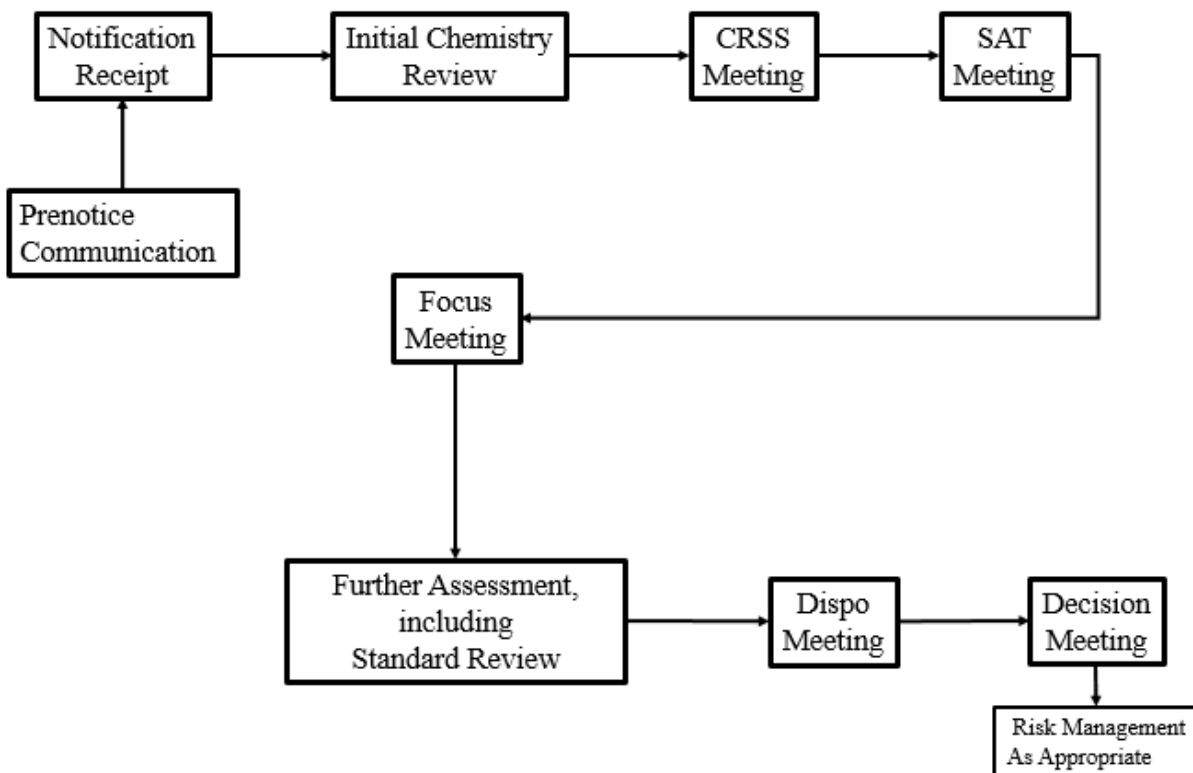 Notification
Receipt
Initial Chemistry
Review
CRSS
Meeting
SAT
Meeting
Prenotice
Communication
Focus
Meeting
Further Assessment,
including
Standard Review
Dispo
Meeting
Decision
Meeting
Risk Management
As Appropriate